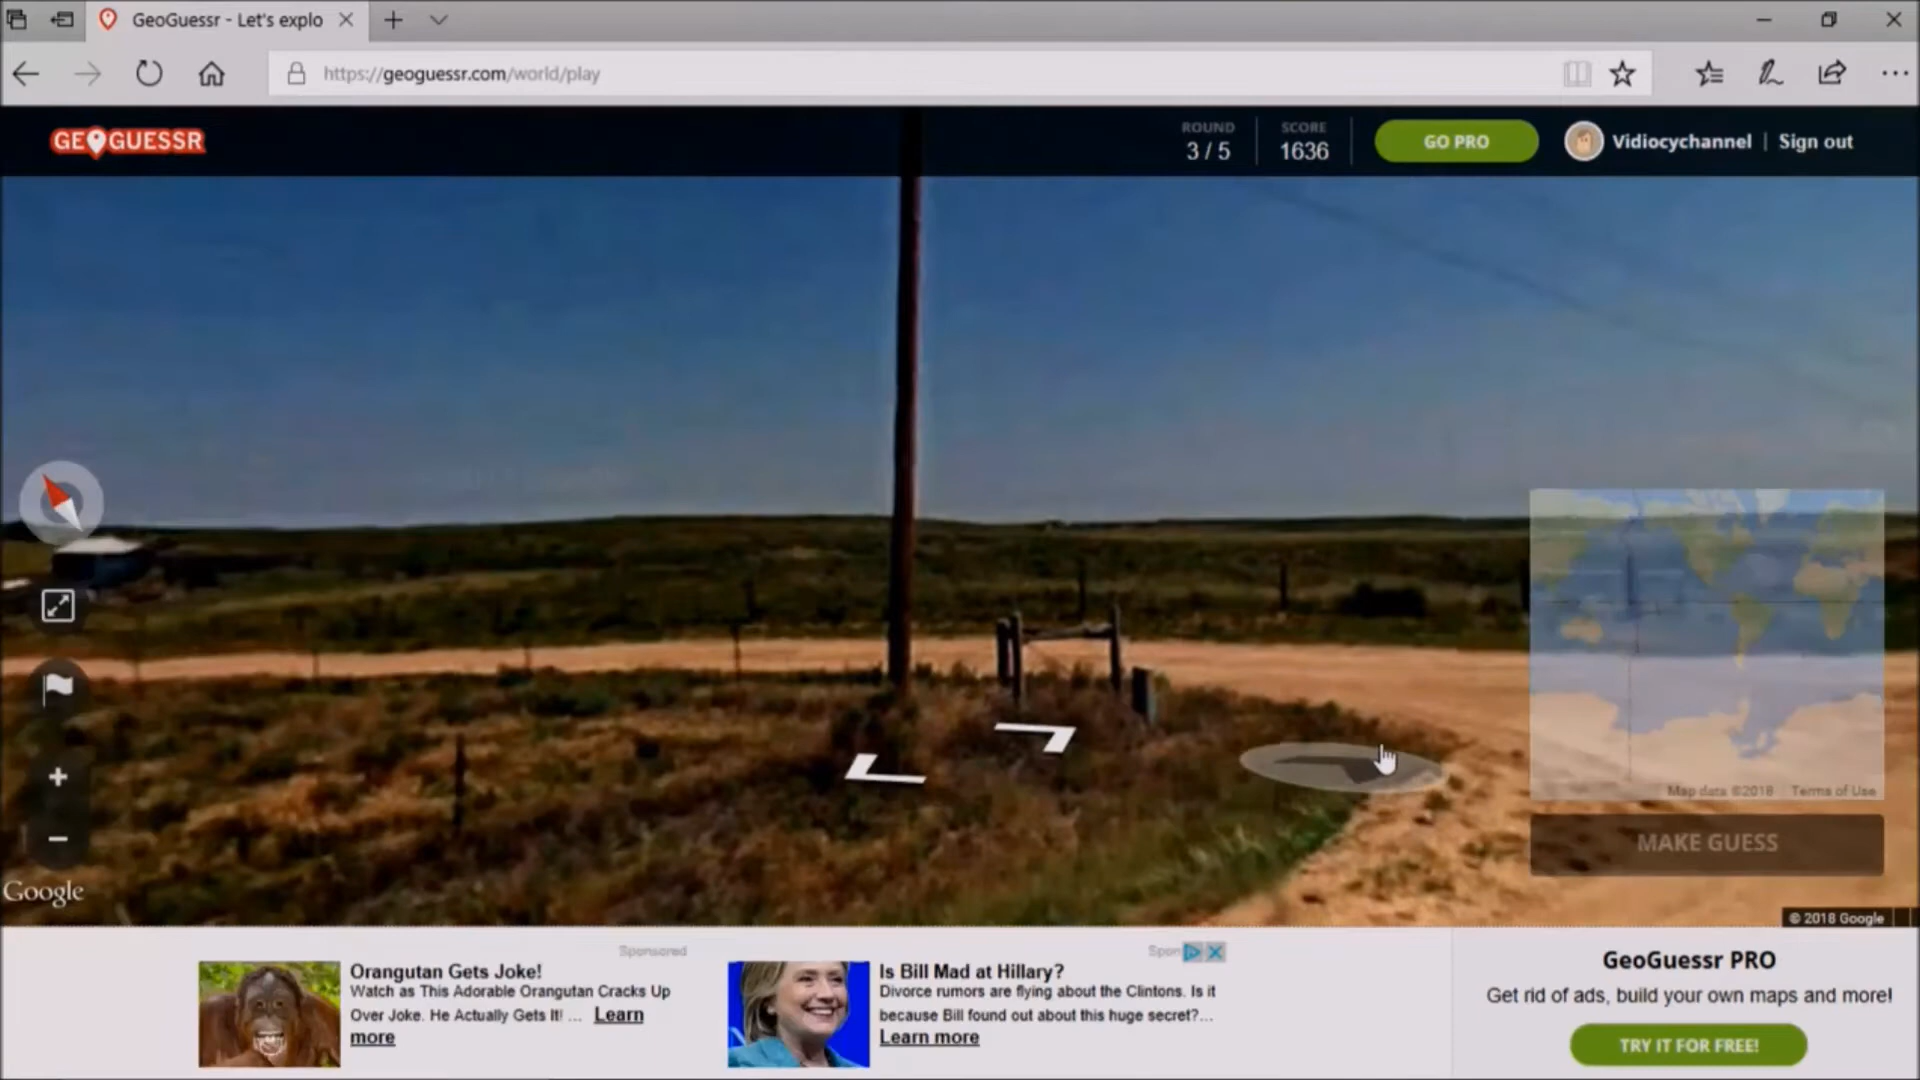 GeoGuessr - Let's explo
https://geoguessr.com/world/play
GEOGUESSR
ROUND
3 / 5
SCORE
1636
GO PRO
Vidiocychannel | Sign out
Map data ©2018 Terms of Use
MAKE GUESS
Google
© 2018 Google
Sponsored
Orangutan Gets Joke!
Watch as This Adorable Orangutan Cracks Up
Over Joke. He Actually Gets It! ... Learn
more
Spon
Is Bill Mad at Hillary?
Divorce rumors are flying about the Clintons. Is it
because Bill found out about this huge secret?...
Learn more
GeoGuessr PRO
Get rid of ads, build your own maps and more!
TRY IT FOR FREE!